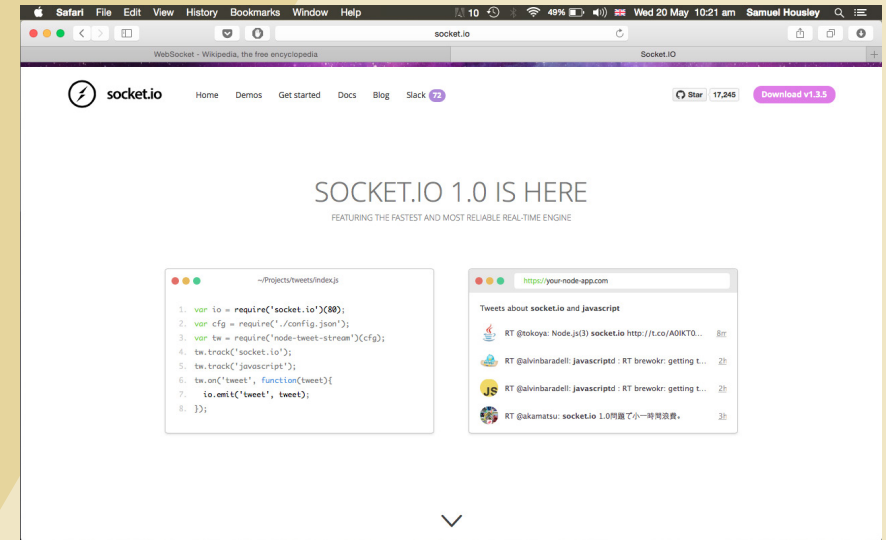 Safari File Edit View History Bookmarks Window Help 10 49% Wed 20 May 10:21 am Samuel Housley
socket.io
WebSocket - Wikipedia, the free encyclopedia Socket.IO +
socket.io Home Demos Get started Docs Blog Slack 72 Star 17,245 Download v1.3.5
SOCKET.IO 1.0 IS HERE
FEATURING THE FASTEST AND MOST RELIABLE REAL-TIME ENGINE
~/Projects/tweets/index.js
1. var io = require('socket.io')(80);
2. var cfg = require('./config.json');
3. var tw = require('node-tweet-stream')(cfg);
4. tw.track('socket.io');
5. tw.track('javascript');
6. tw.on('tweet', function(tweet){
7. io.emit('tweet', tweet);
8. });
https://your-node-app.com
Tweets about socket.io and javascript
RT @tokoya: Node.js(3) socket.io http://t.co/A0IKT0...
RT @alvinbaradell: javascriptd : RT brewokr: getting t... 2h
JS RT @alvinbaradell: javascriptd : RT brewokr: getting t... 2h
RT @akamatsu: socket.io 1.0問題で小一時間浪費。 3h